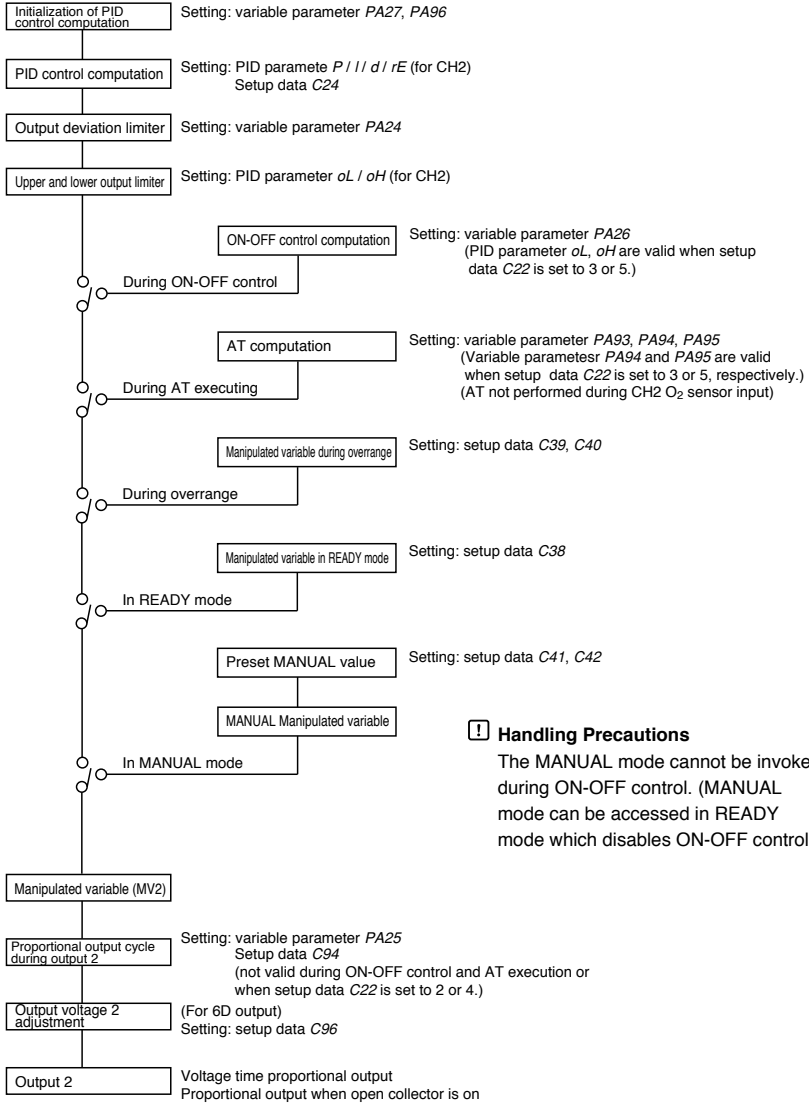 Initialization of PID
control computation
Setting: variable parameter PA27, PA96
PID control computation
Setting: PID paramete P / I / d / rE (for CH2)
Setup data C24
Output deviation limiter
Setting: variable parameter PA24
Upper and lower output limiter
Setting: PID parameter oL / oH (for CH2)
ON-OFF control computation
Setting: variable parameter PA26
(PID parameter oL, oH are valid when setup
data C22 is set to 3 or 5.)
During ON-OFF control
AT computation
Setting: variable parameter PA93, PA94, PA95
(Variable parametesr PA94 and PA95 are valid
when setup data C22 is set to 3 or 5, respectively.)
(AT not performed during CH2 O2 sensor input)
During AT executing
Manipulated variable during overrange
Setting: setup data C39, C40
During overrange
Manipulated variable in READY mode
Setting: setup data C38
In READY mode
Preset MANUAL value
Setting: setup data C41, C42
MANUAL Manipulated variable
In MANUAL mode
! Handling Precautions
The MANUAL mode cannot be invoke
during ON-OFF control. (MANUAL
mode can be accessed in READY
mode which disables ON-OFF control
Manipulated variable (MV2)
Proportional output cycle
during output 2
Setting: variable parameter PA25
Setup data C94
(not valid during ON-OFF control and AT execution or
when setup data C22 is set to 2 or 4.)
Output voltage 2
adjustment
(For 6D output)
Setting: setup data C96
Output 2
Voltage time proportional output
Proportional output when open collector is on